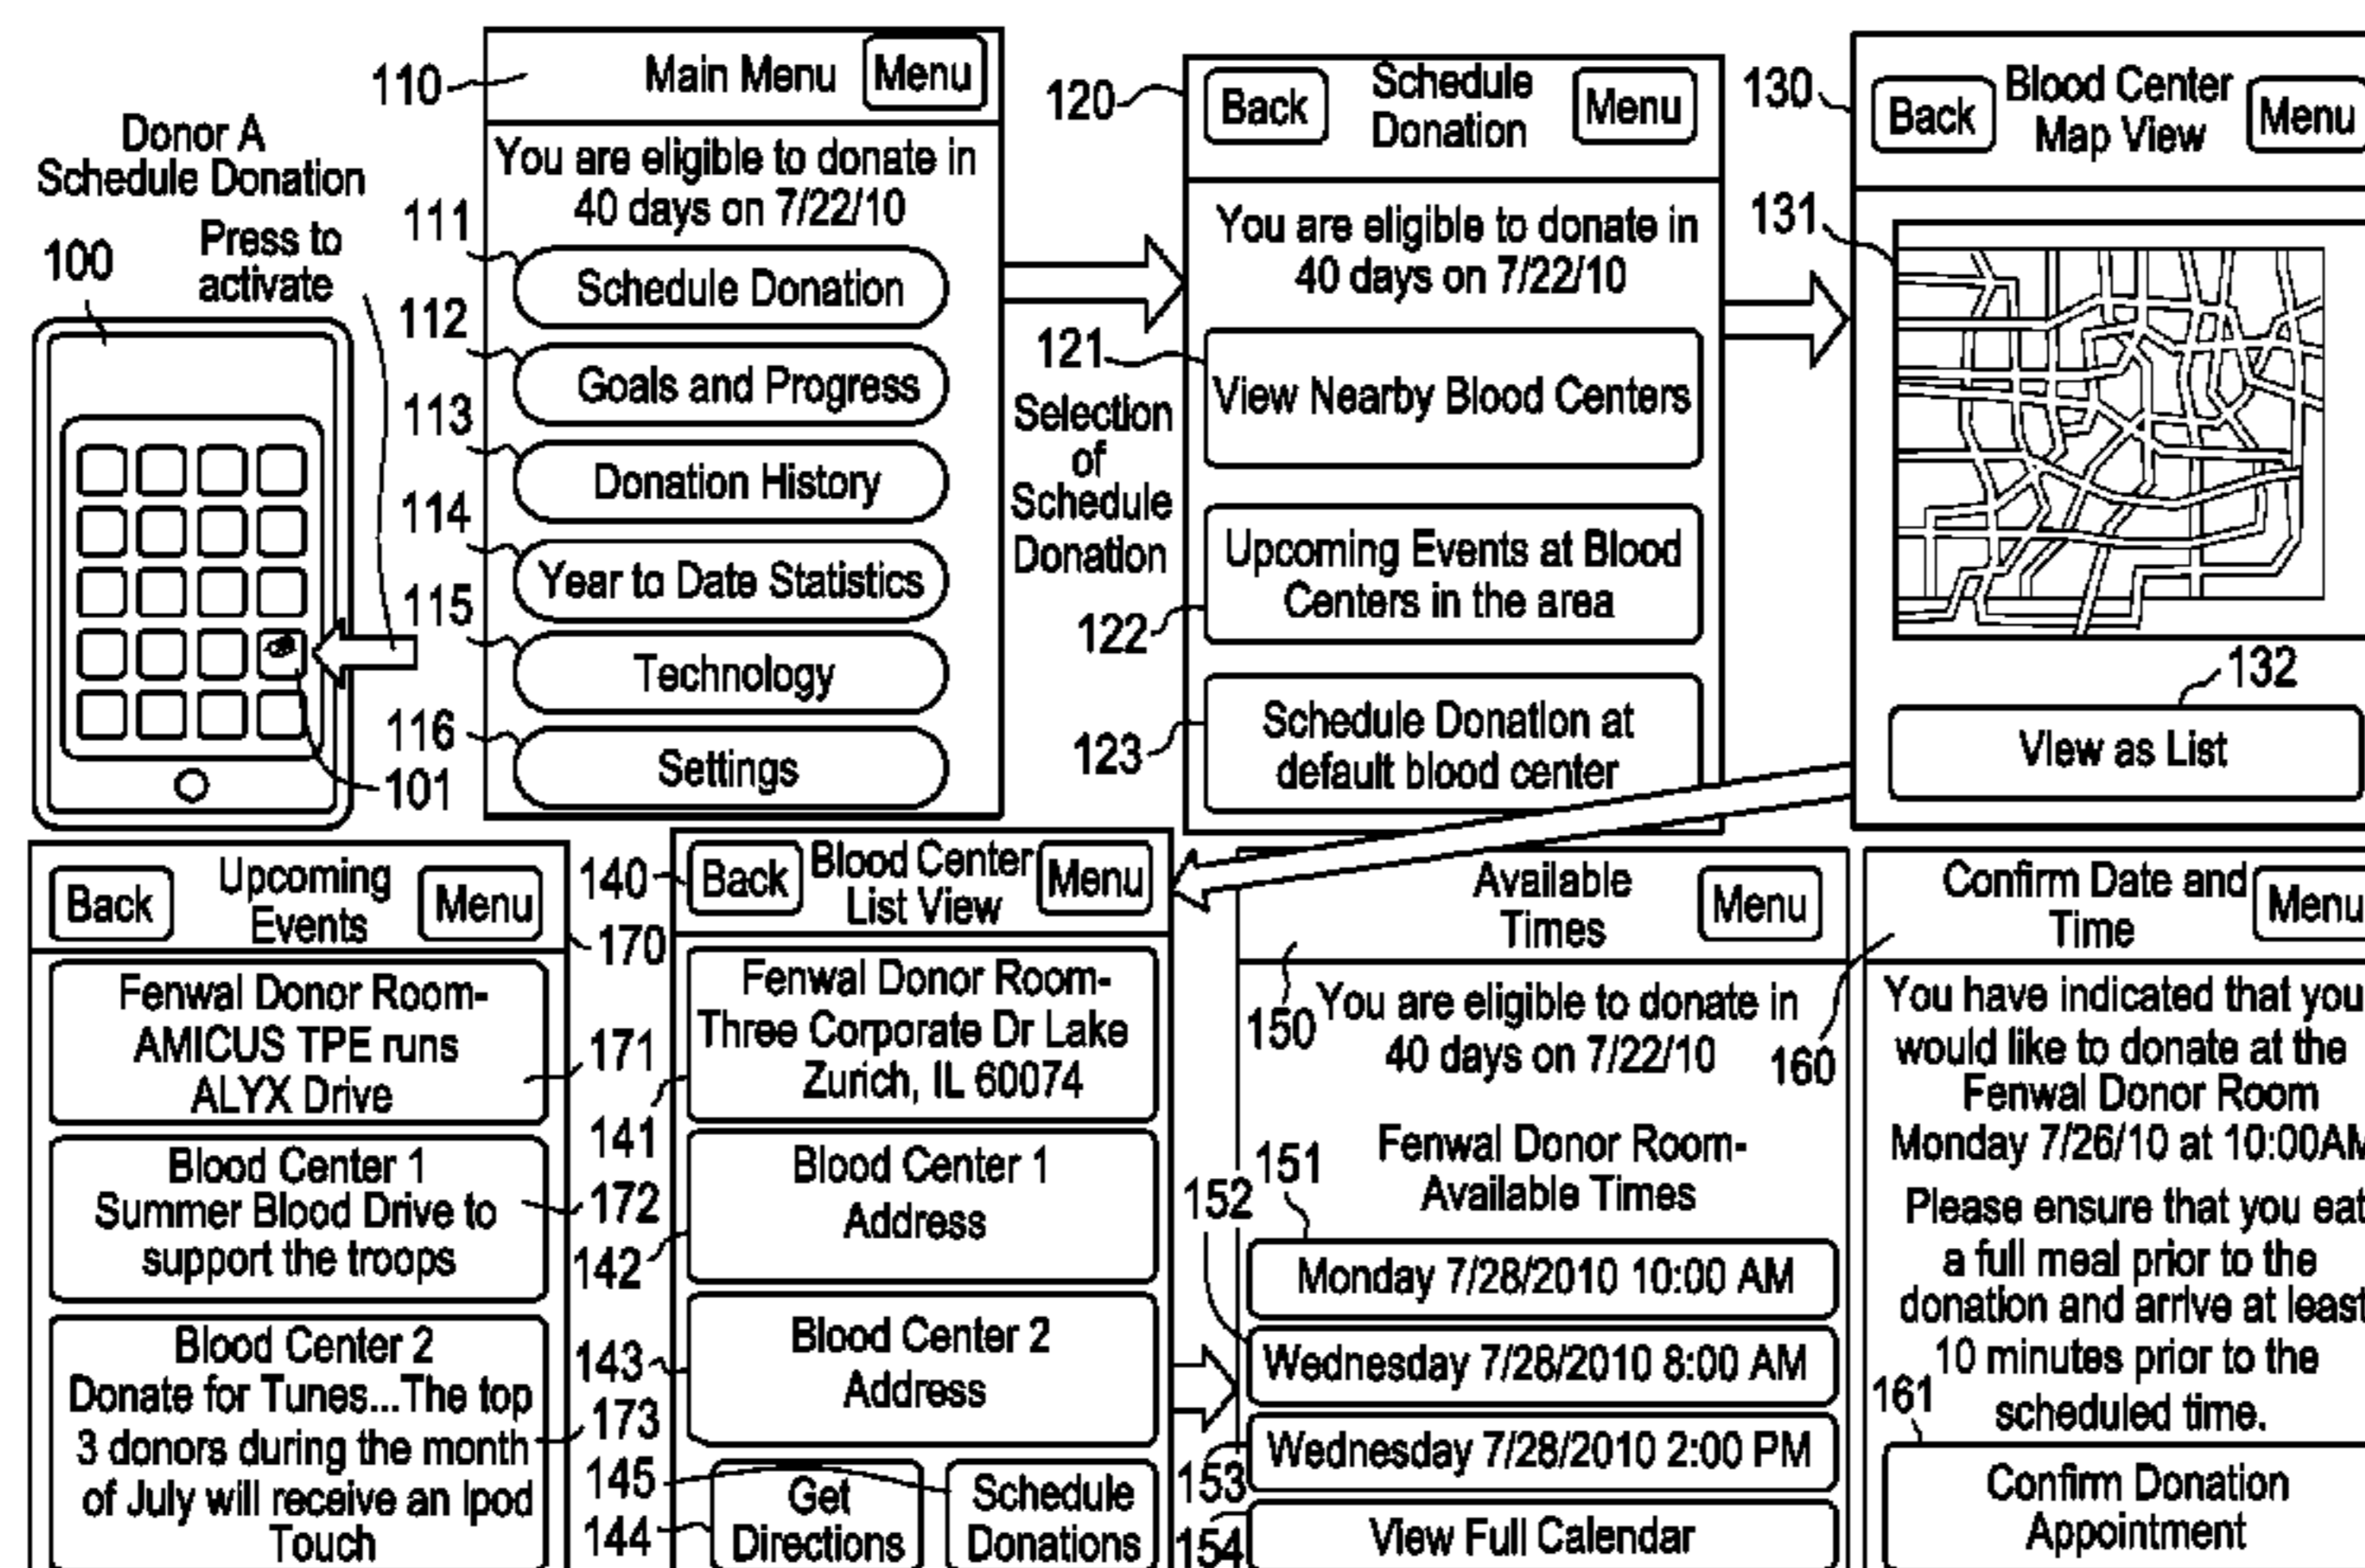 Donor A
Schedule Donation
Press to
activate
100
101
110
Main Menu
Menu
You are eligible to donate in
40 days on 7/22/10
111
Schedule Donation
112
Goals and Progress
113
Donation History
114
Year to Date Statistics
115
Technology
116
Settings
Selection
of
Schedule
Donation
120
Back
Schedule
Donation
Menu
You are eligible to donate in
40 days on 7/22/10
121
View Nearby Blood Centers
Upcoming Events at Blood
Centers in the area
122
Schedule Donation at
default blood center
123
130
Back
Blood Center
Map View
Menu
131
132
View as List
Back
Upcoming
Events
Menu
170
Fenwal Donor Room-
AMICUS TPE runs
ALYX Drive
171
Blood Center 1
Summer Blood Drive to
support the troops
172
Blood Center 2
Donate for Tunes...The top
3 donors during the month
of July will receive an Ipod
Touch
173
140
Back
Blood Center
List View
Menu
Fenwal Donor Room-
Three Corporate Dr Lake
Zurich, IL 60074
141
Blood Center 1
Address
142
Blood Center 2
Address
143
145
144
Get
Directions
Schedule
Donations
Available
Times
Menu
150
You are eligible to donate in
40 days on 7/22/10
Fenwal Donor Room-
Available Times
151
152
Monday 7/28/2010 10:00 AM
Wednesday 7/28/2010 8:00 AM
Wednesday 7/28/2010 2:00 PM
153
View Full Calendar
154
Confirm Date and
Time
Menu
160
You have indicated that you
would like to donate at the
Fenwal Donor Room
Monday 7/26/10 at 10:00AM
Please ensure that you eat
a full meal prior to the
donation and arrive at least
10 minutes prior to the
scheduled time.
161
Confirm Donation
Appointment